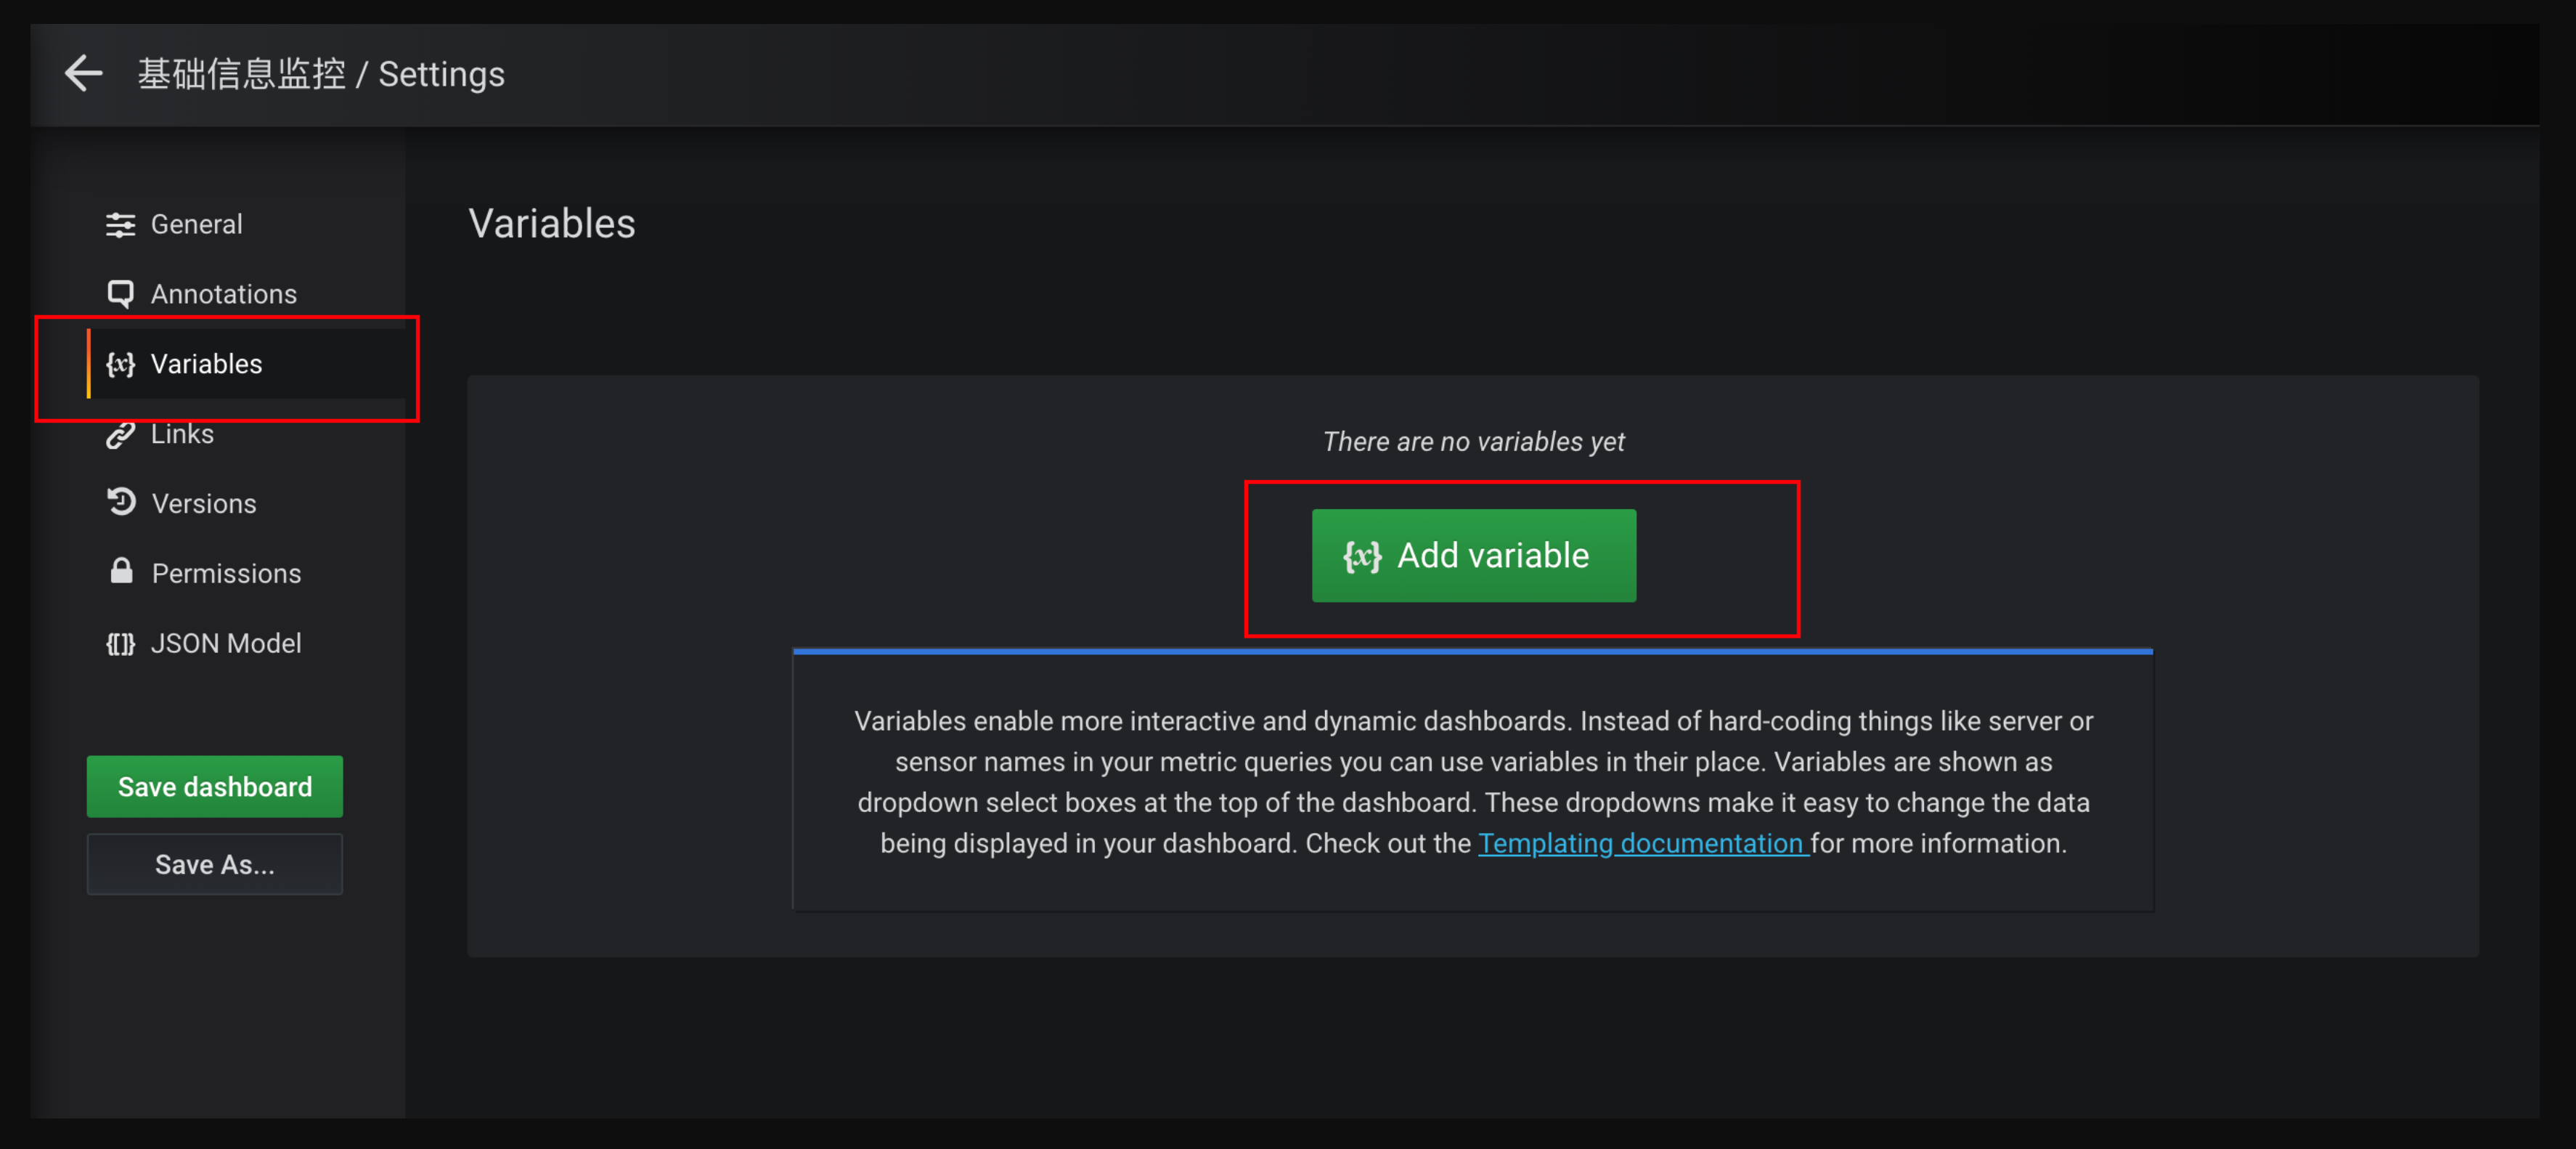 基础信息监控 / Settings
General
Annotations
Variables
Links
Versions
Permissions
JSON Model
Save dashboard
Save As...
Variables
There are no variables yet
{x} Add variable
Variables enable more interactive and dynamic dashboards. Instead of hard-coding things like server or
sensor names in your metric queries you can use variables in their place. Variables are shown as
dropdown select boxes at the top of the dashboard. These dropdowns make it easy to change the data
being displayed in your dashboard. Check out the Templating documentation for more information.